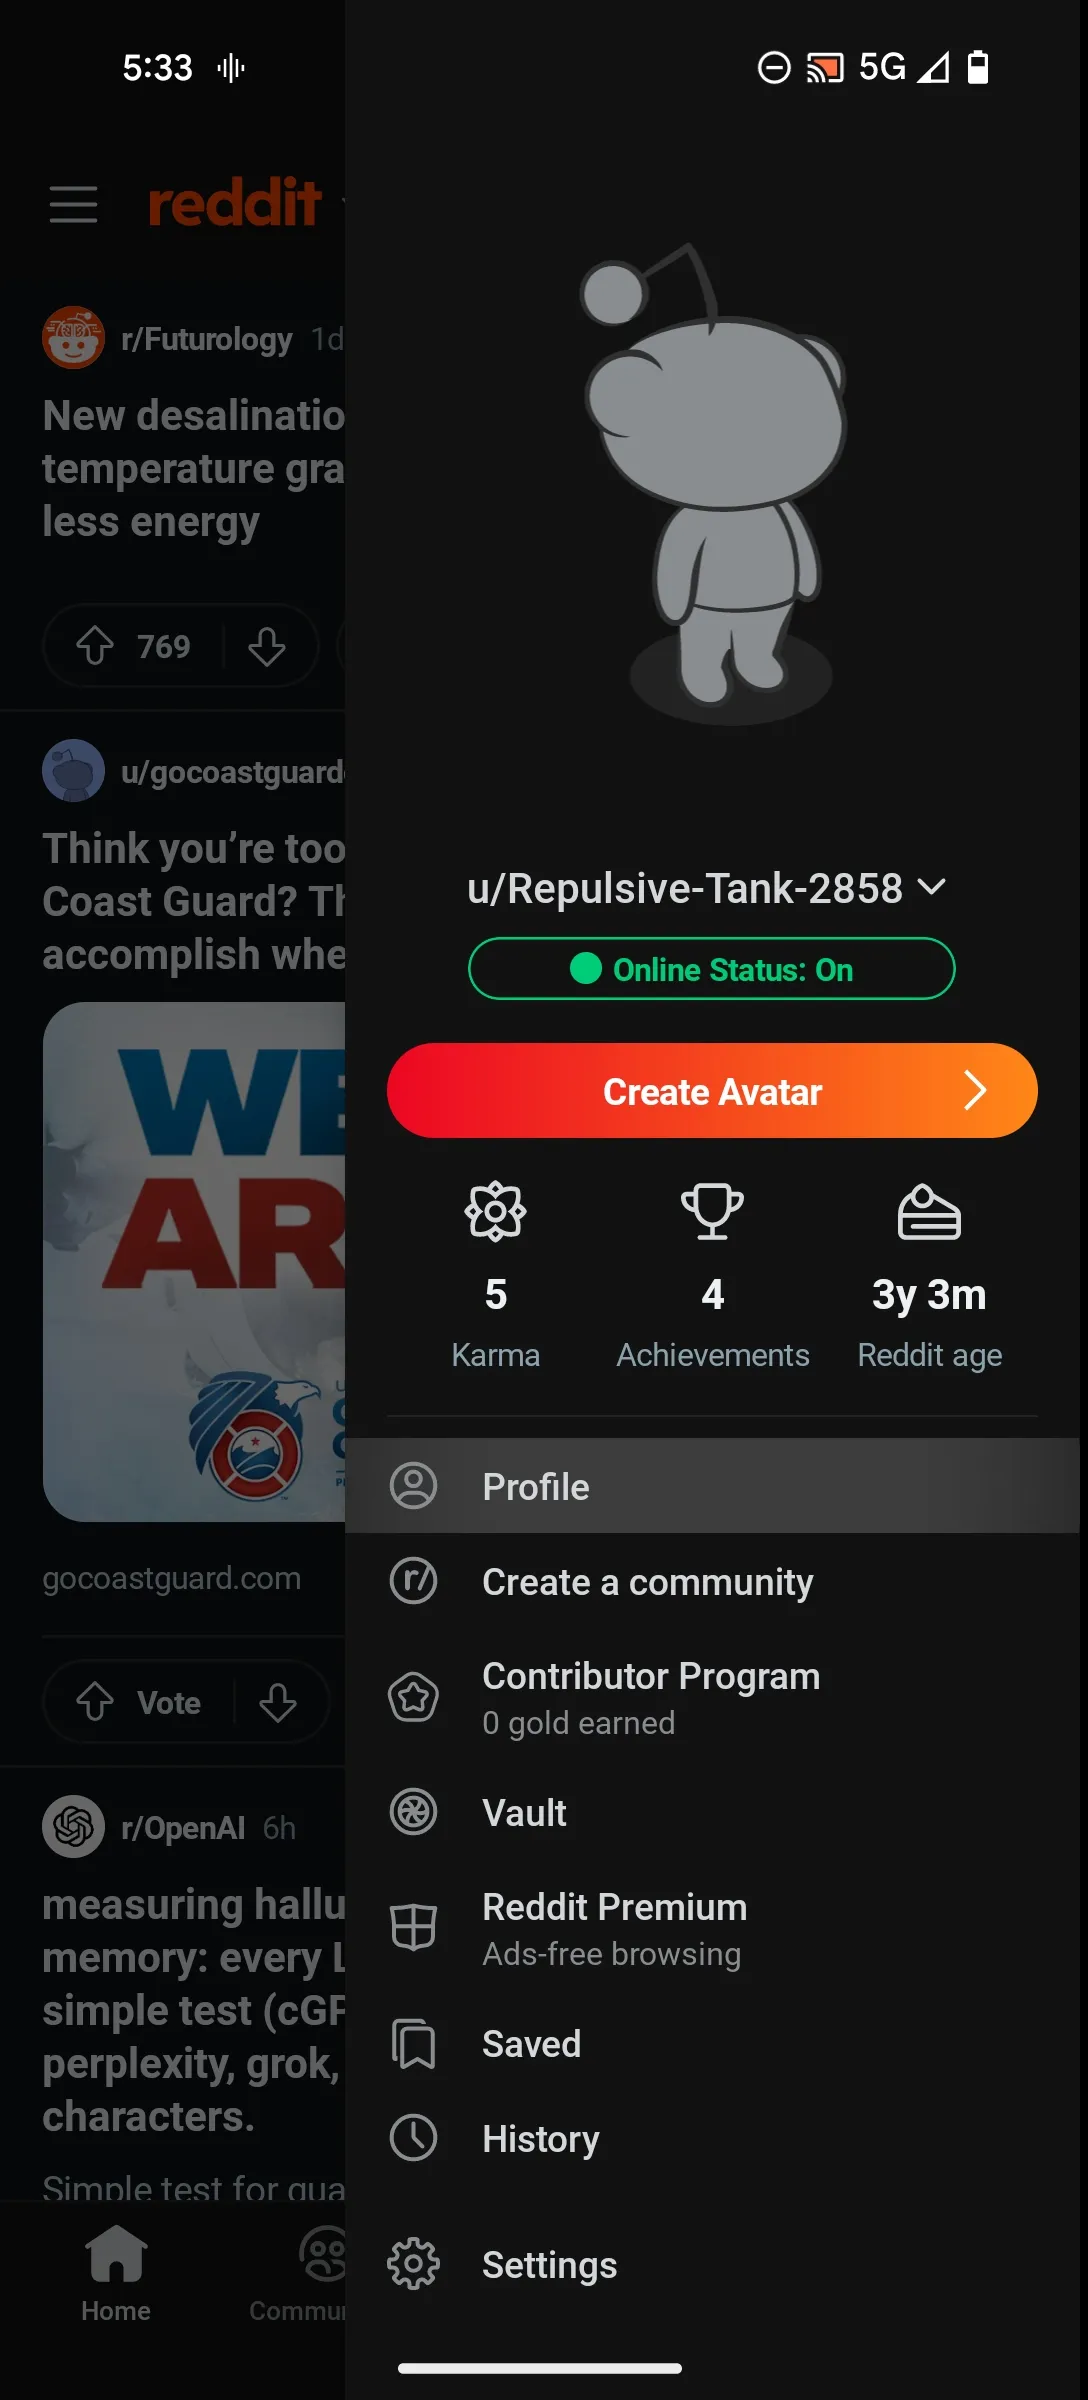 5:33
5G
reddit
r/Futurology 1d
New desalinatio
temperature gra
less energy
769
u/gocoastguard
Think you’re too
Coast Guard? Th
accomplish whe
WE
AR
gocoastguard.com
Vote
r/OpenAI 6h
measuring hallu
memory: every L
simple test (cGP
perplexity, grok,
characters.
Simple test for qua
Home
Commun
u/Repulsive-Tank-2858
Online Status: On
Create Avatar
5
Karma
4
Achievements
3y 3m
Reddit age
Profile
r/
Create a community
Contributor Program
0 gold earned
Vault
Reddit Premium
Ads-free browsing
Saved
History
Settings